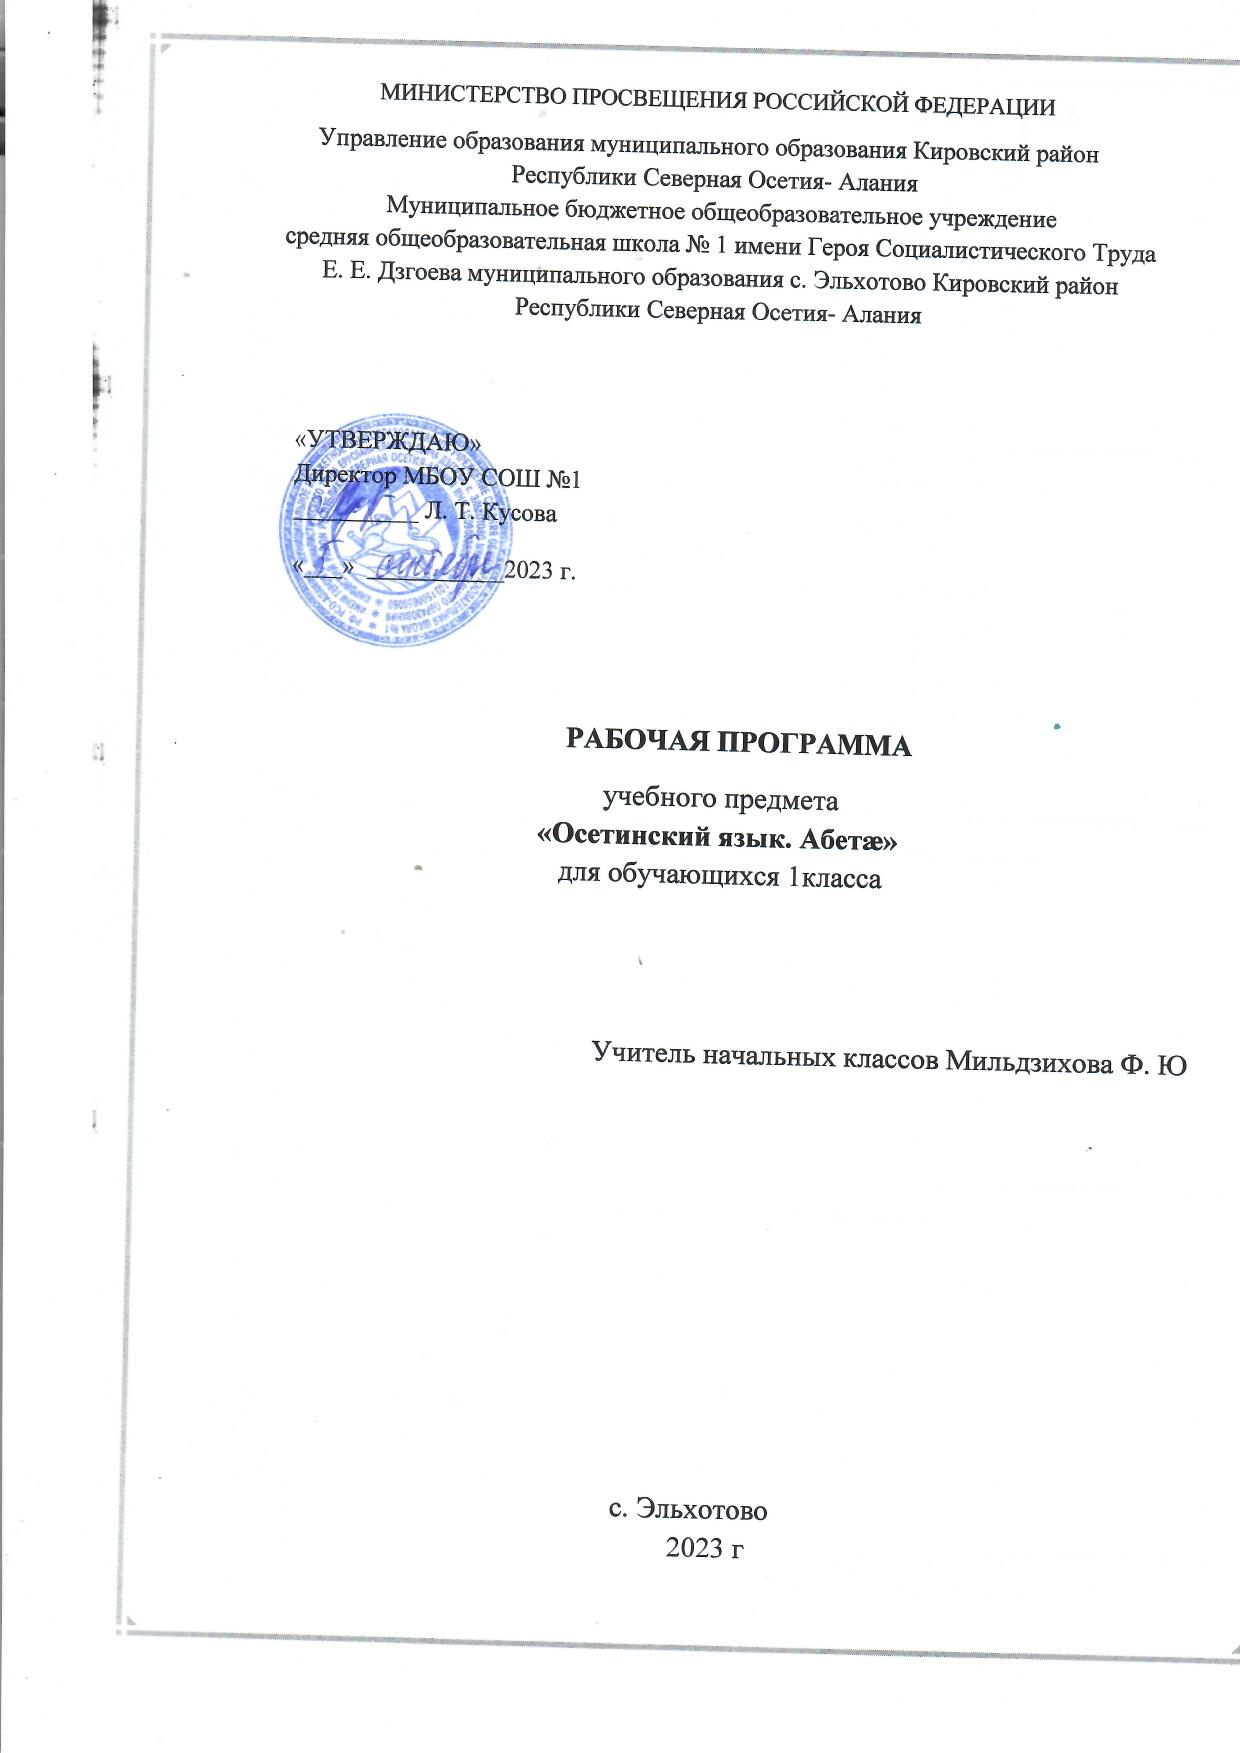 МИНИСТЕРСТВО ПРОСВЕЩЕНИЯ РОССИЙСКОЙ ФЕДЕРАЦИИ
Управление образования муниципального образования Кировский район
Республики Северная Осетия- Алания
Муниципальное бюджетное общеобразовательное учреждение
средняя общеобразовательная школа № 1 имени Героя Социалистического Труда
Е. Е. Дзгоева муниципального образования с. Эльхотово Кировский район
Республики Северная Осетия- Алания
«УТВЕРЖДАЮ»
Директор МБОУ СОШ №1
__________ Л. Т. Кусова
«___» сентября 2023 г.
РАБОЧАЯ ПРОГРАММА
учебного предмета
«Осетинский язык. Абетæ»
для обучающихся 1класса
Учитель начальных классов Мильдзихова Ф. Ю
с. Эльхотово
2023 г